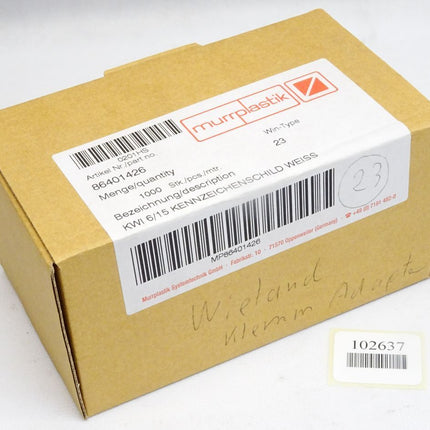 0201HS
murrplastik
Artikel Nr./part no.
86401426
Win-Type
Menge/quantity
23
1000 Stk./pcs./mtr.
Bezeichnung/description
KWI 6/15 KENNZEICHENSCHILD WEISS
23
MP86401426
Murrplastik Systemtechnik GmbH · Fabrikstr. 10 · 71570 Oppenweiler (Germany)
Wieland
Klemm Adapter
102637